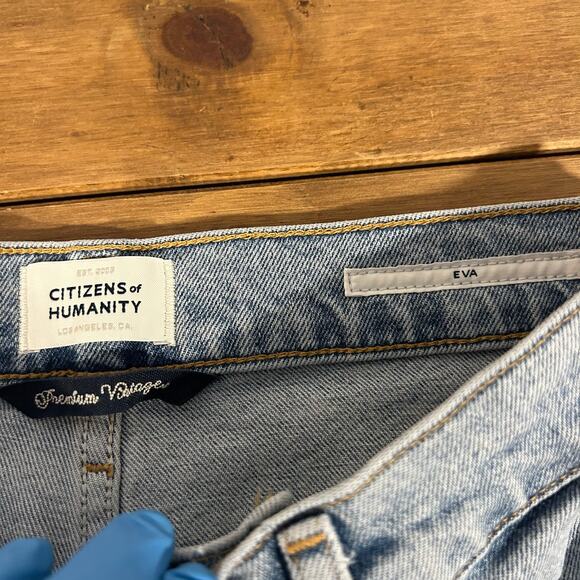 EST. 2003
CITIZENS of
HUMANITY
LOS ANGELES, CA.
EVA
Premium Vintage